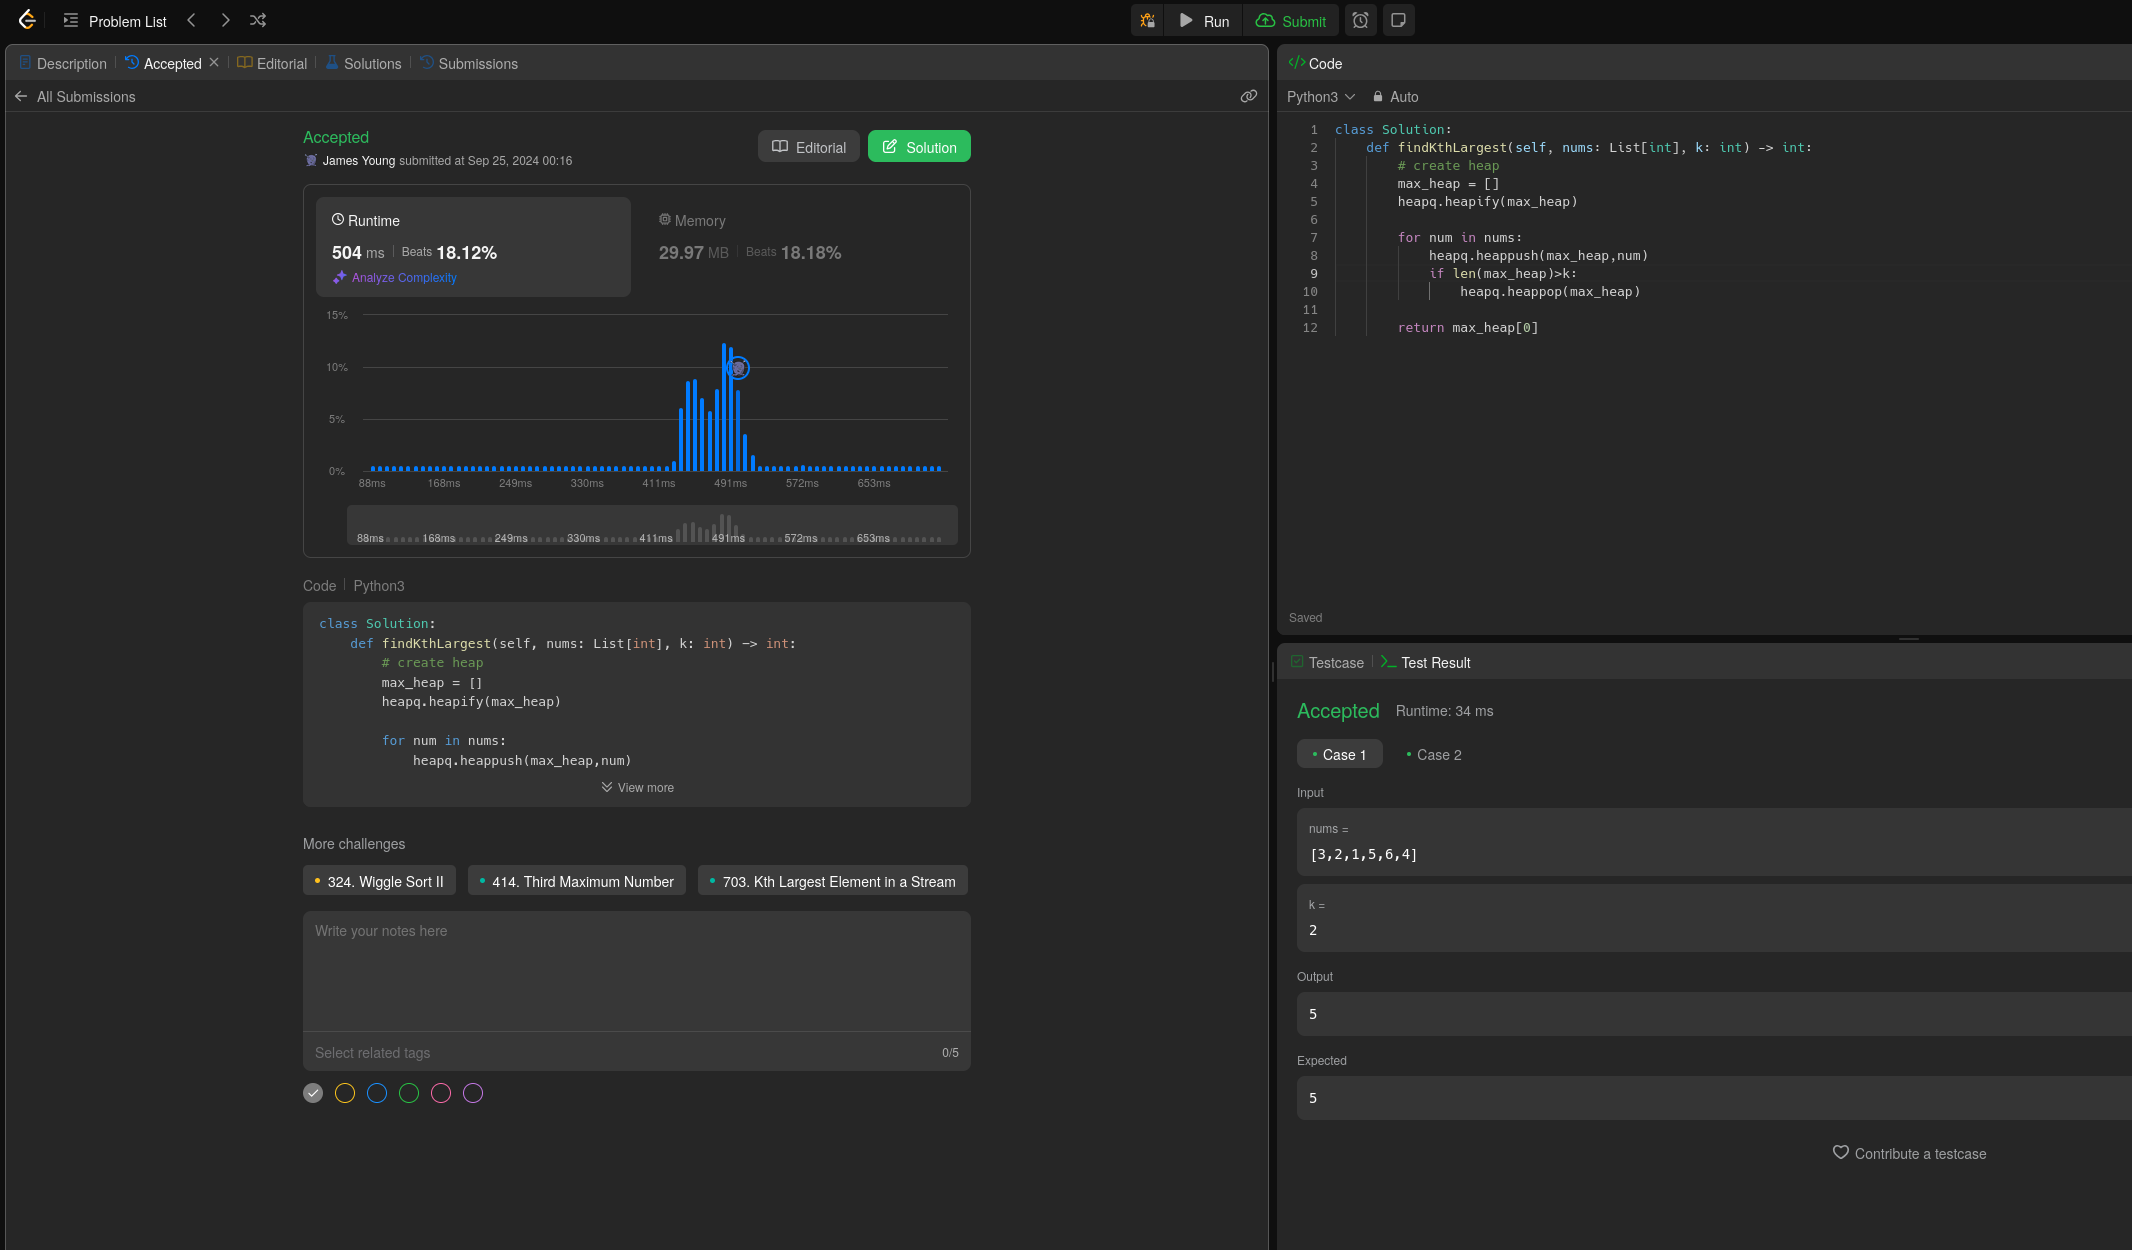 Problem List
Run
Submit
Description
Accepted
Editorial
Solutions
Submissions
All Submissions
Accepted
James Young submitted at Sep 25, 2024 00:16
Editorial
Solution
Runtime
504 ms
Beats 18.12%
Analyze Complexity
Memory
29.97 MB
Beats 18.18%
15%
10%
5%
0%
88ms 168ms 249ms 330ms 411ms 491ms 572ms 653ms
88ms 168ms 249ms 330ms 411ms 491ms 572ms 653ms
Code
Python3
class Solution:
    def findKthLargest(self, nums: List[int], k: int) -> int:
        # create heap
        max_heap = []
        heapq.heapify(max_heap)

        for num in nums:
            heapq.heappush(max_heap,num)
View more
More challenges
324. Wiggle Sort II
414. Third Maximum Number
703. Kth Largest Element in a Stream
Write your notes here
Select related tags
0/5
</> Code
Python3
Auto
1 class Solution:
2     def findKthLargest(self, nums: List[int], k: int) -> int:
3         # create heap
4         max_heap = []
5         heapq.heapify(max_heap)
6
7         for num in nums:
8             heapq.heappush(max_heap,num)
9             if len(max_heap)>k:
10                 heapq.heappop(max_heap)
11
12         return max_heap[0]
Saved
Testcase
Test Result
Accepted
Runtime: 34 ms
Case 1
Case 2
Input
nums =
[3,2,1,5,6,4]
k =
2
Output
5
Expected
5
Contribute a testcase